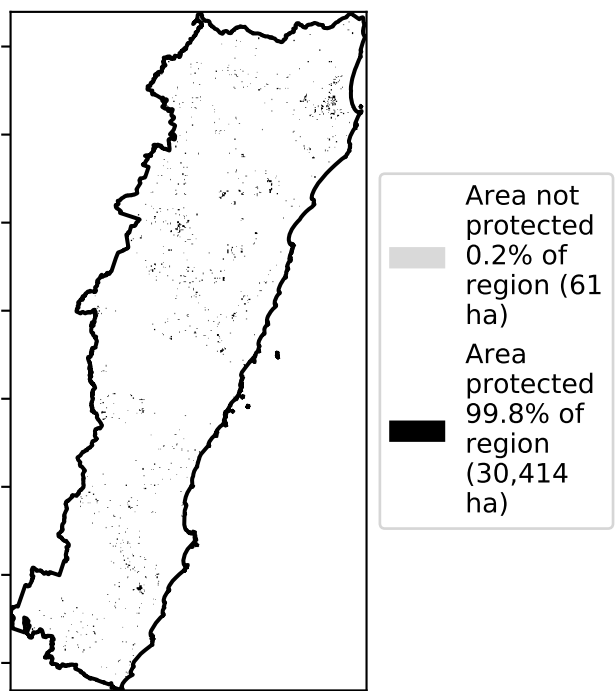 Area not
protected
0.2% of
region (61
ha)
Area
protected
99.8% of
region
(30,414
ha)